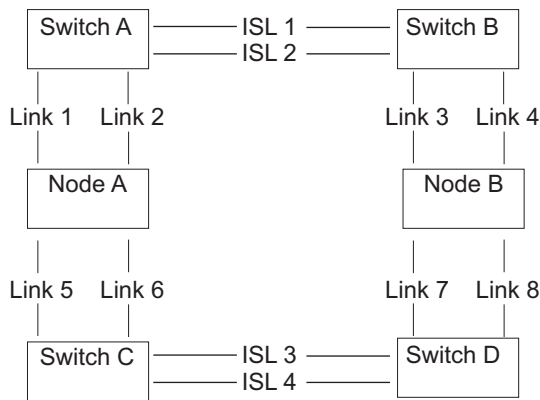 Switch A
ISL 1
Switch B
ISL 2
Link 1
Link 2
Link 3
Link 4
Node A
Node B
Link 5
Link 6
Link 7
Link 8
Switch C
ISL 3
Switch D
ISL 4